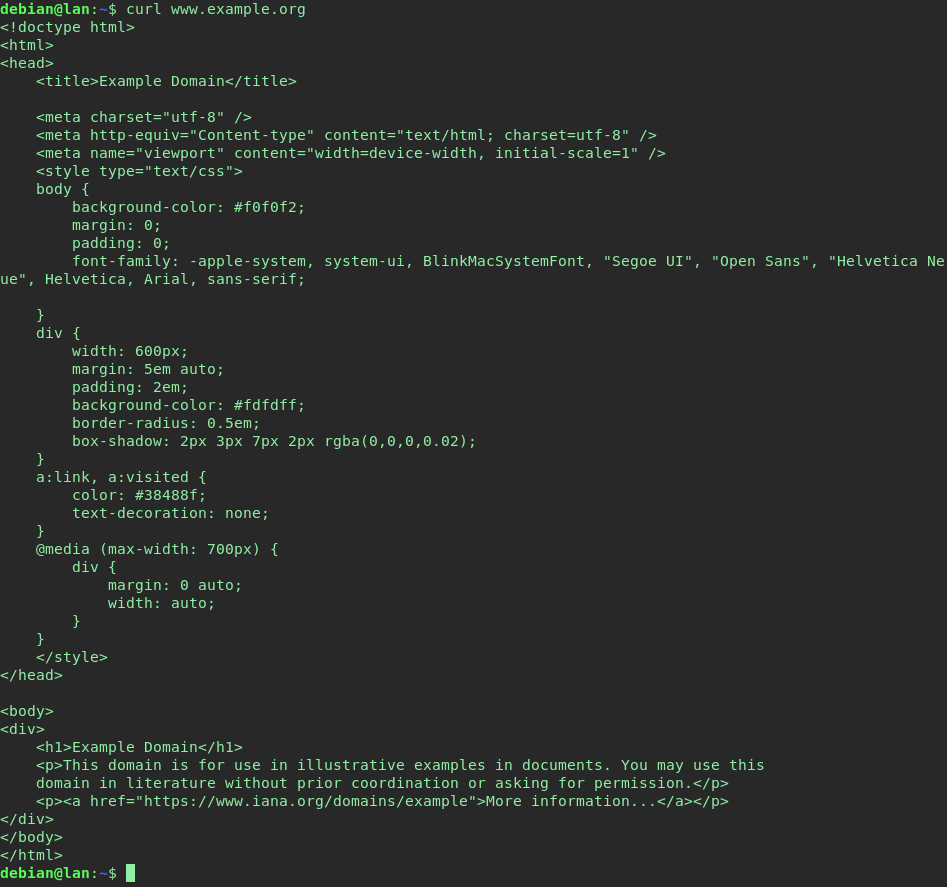 debian@lan:~$ curl www.example.org
<!doctype html>
<html>
<head>
    <title>Example Domain</title>

    <meta charset="utf-8" />
    <meta http-equiv="Content-type" content="text/html; charset=utf-8" />
    <meta name="viewport" content="width=device-width, initial-scale=1" />
    <style type="text/css">
    body {
        background-color: #f0f0f2;
        margin: 0;
        padding: 0;
        font-family: -apple-system, system-ui, BlinkMacSystemFont, "Segoe UI", "Open Sans", "Helvetica Ne
ue", Helvetica, Arial, sans-serif;

    }
    div {
        width: 600px;
        margin: 5em auto;
        padding: 2em;
        background-color: #fdfdff;
        border-radius: 0.5em;
        box-shadow: 2px 3px 7px 2px rgba(0,0,0,0.02);
    }
    a:link, a:visited {
        color: #38488f;
        text-decoration: none;
    }
    @media (max-width: 700px) {
        div {
            margin: 0 auto;
            width: auto;
        }
    }
    </style>
</head>

<body>
<div>
    <h1>Example Domain</h1>
    <p>This domain is for use in illustrative examples in documents. You may use this
    domain in literature without prior coordination or asking for permission.</p>
    <p><a href="https://www.iana.org/domains/example">More information...</a></p>
</div>
</body>
</html>
debian@lan:~$